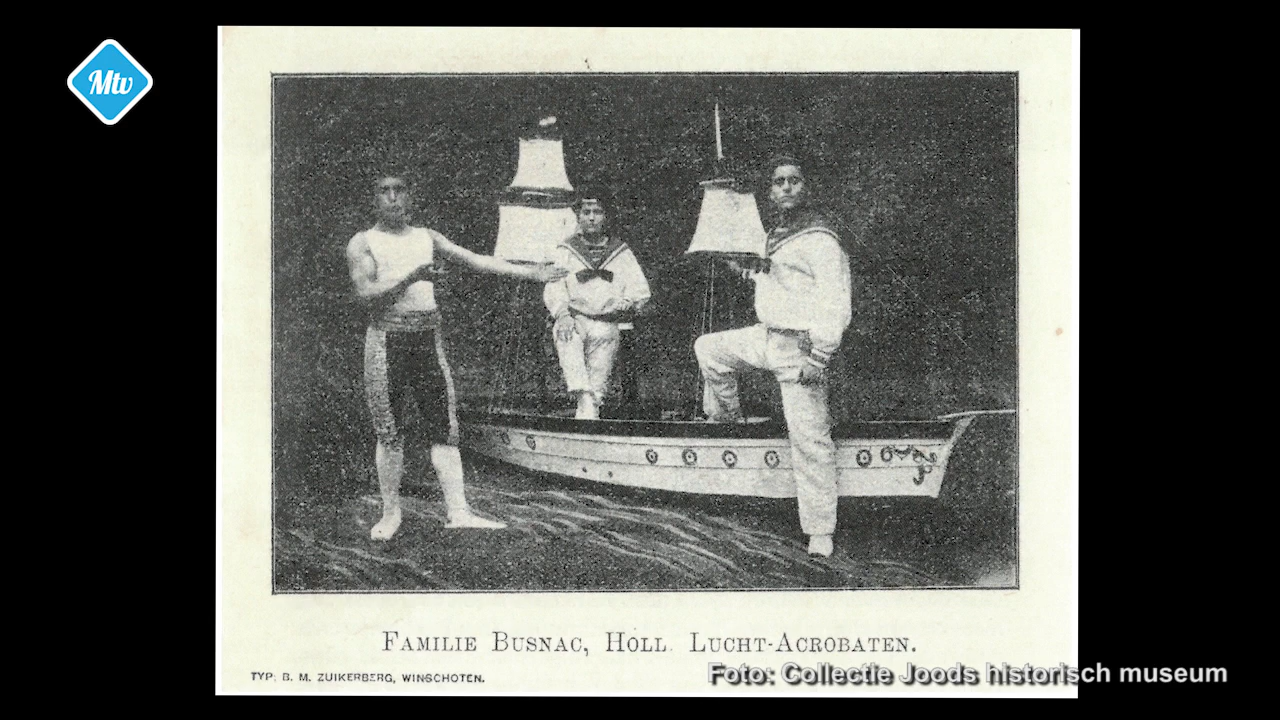 Mtv
FAMILIE BUSNAC, HOLL. LUCHT-ACROBATEN.
TYP. B. M. ZUIKERBERG, WINSCHOTEN.
Foto: Collectie Joods historisch museum